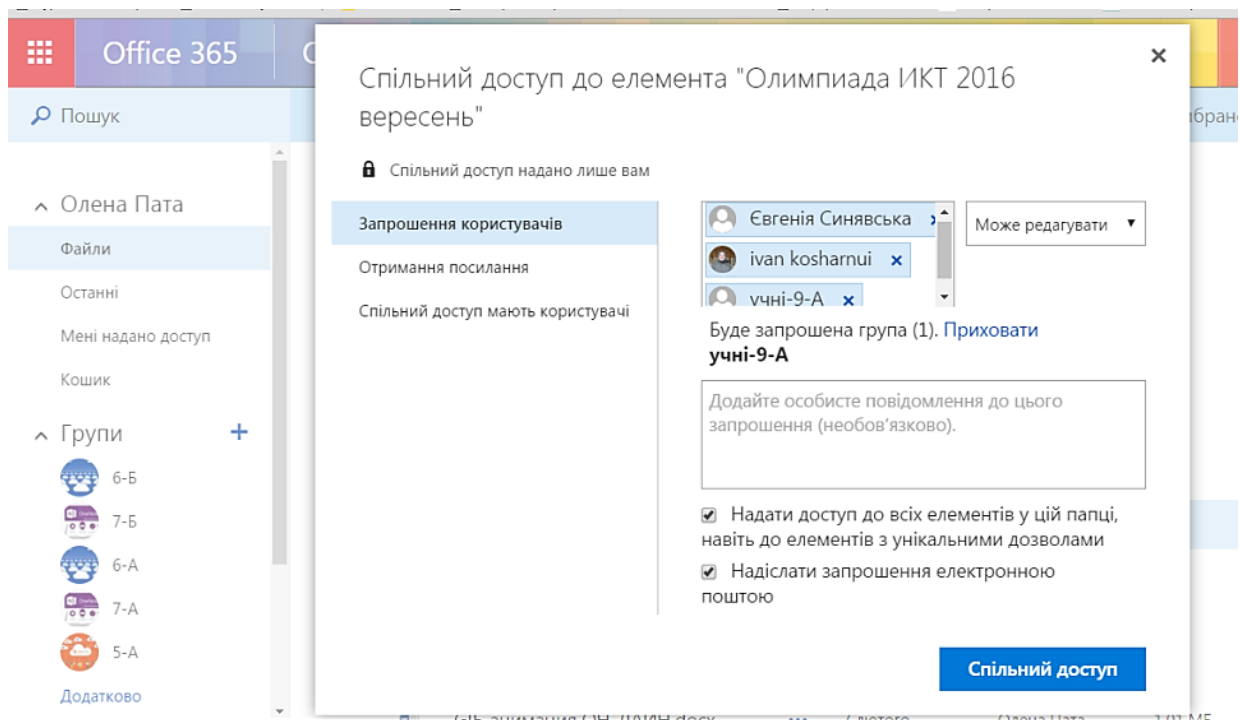 Office 365
Пошук
Олена Пата
Файли
Останні
Мені надано доступ
Кошик
Групи
6-Б
7-Б
6-А
7-А
5-А
Додатково
Спільний доступ до елемента "Олимпиада ИКТ 2016
вересень"
Спільний доступ надано лише вам
Запрошення користувачів
Отримання посилання
Спільний доступ мають користувачі
Євгенія Синявська
ivan kosharnui
учні-9-А
Може редагувати
Буде запрошена група (1). Приховати
учні-9-А
Додайте особисте повідомлення до цього
запрошення (необов'язково).
Надати доступ до всіх елементів у цій папці,
навіть до елементів з унікальними дозволами
Надіслати запрошення електронною
поштою
Спільний доступ